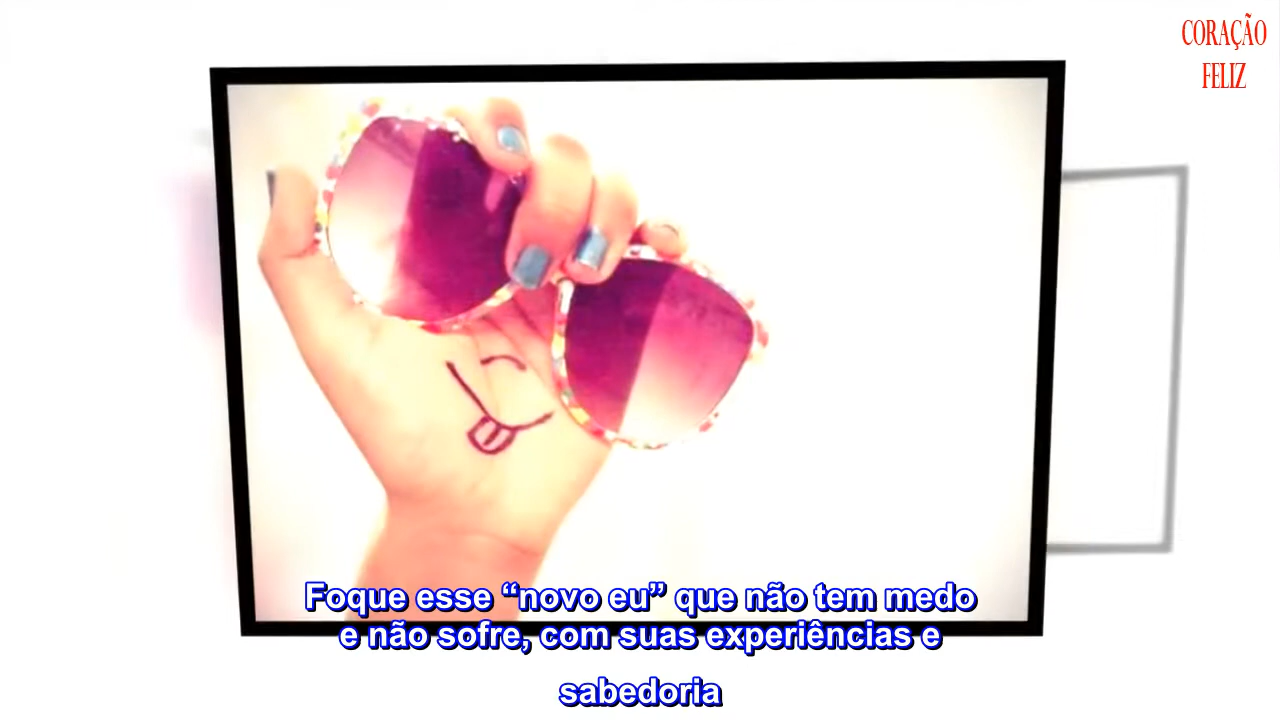 CORAÇÃO
FELIZ
Foque esse “novo eu” que não tem medo
e não sofre, com suas experiências e
sabedoria